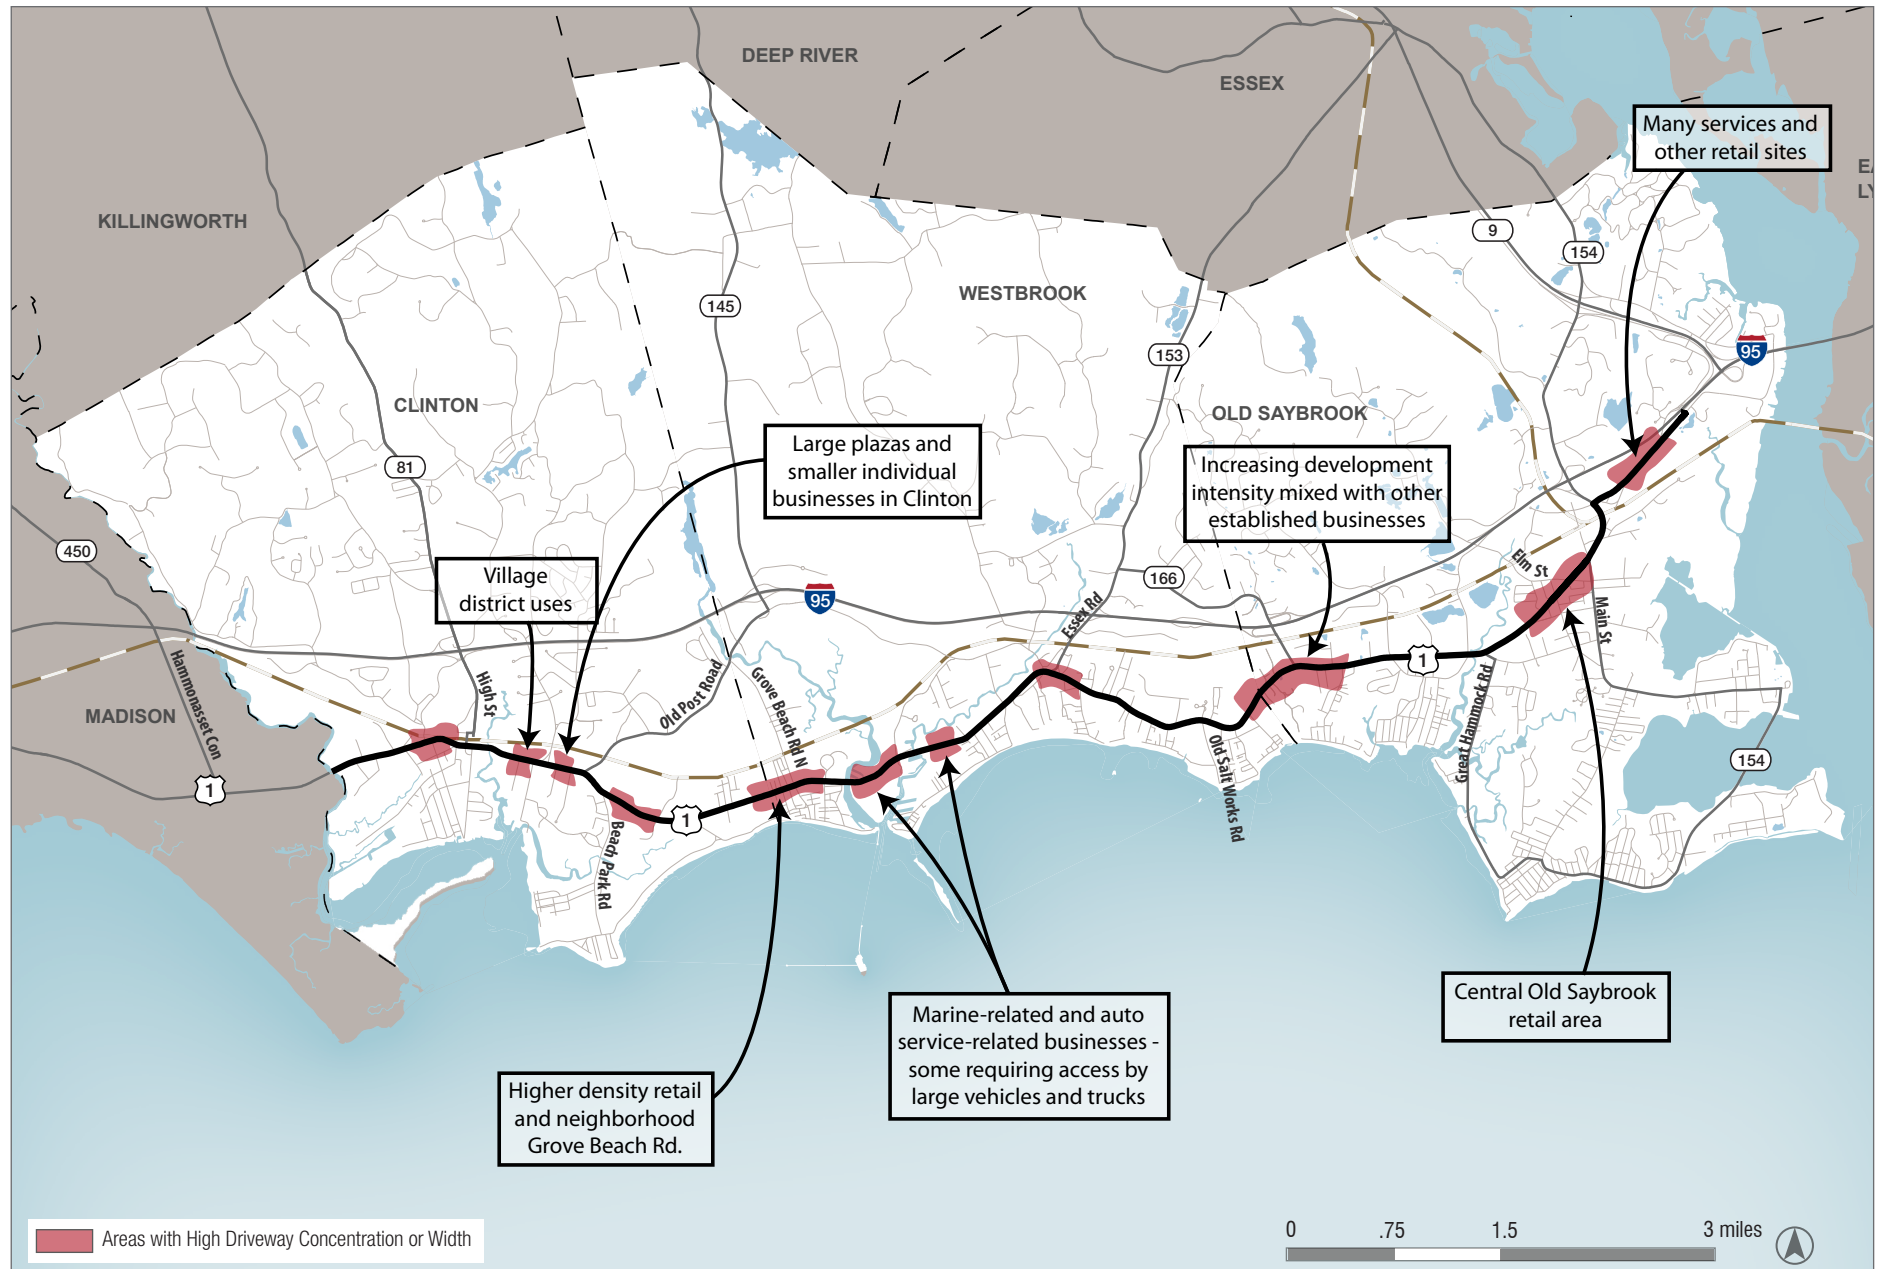 DEEP RIVER
ESSEX
Many services and
other retail sites
EA
LY
KILLINGWORTH
9
154
WESTBROOK
145
153
95
CLINTON
OLD SAYBROOK
Large plazas and
smaller individual
businesses in Clinton
81
Increasing development
intensity mixed with other
established businesses
450
Village
district uses
166
Elm St
95
Essex Rd
Main St
Hammonasset Con
High St
Old Post Road
Grove Beach Rd N
1
Great Hammock Rd
MADISON
Old Salt Works Rd
154
1
1
Beach Park Rd
Central Old Saybrook
retail area
Marine-related and auto
service-related businesses -
some requiring access by
large vehicles and trucks
Higher density retail
and neighborhood
Grove Beach Rd.
Areas with High Driveway Concentration or Width
0 .75 1.5 3 miles